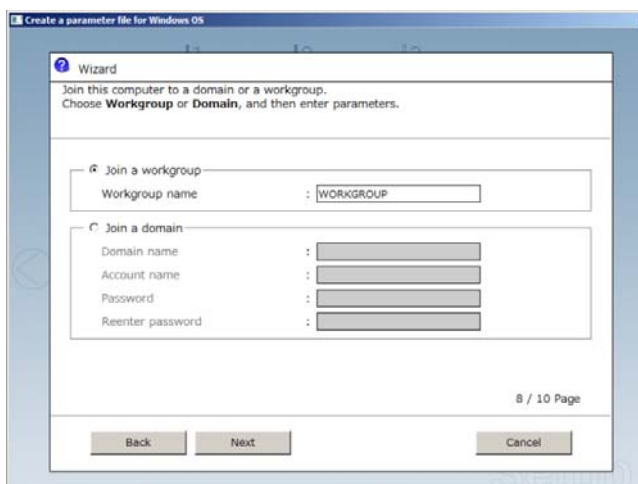 Create a parameter file for Windows OS
Wizard
Join this computer to a domain or a workgroup.
Choose Workgroup or Domain, and then enter parameters.
Join a workgroup
Workgroup name : WORKGROUP
Join a domain
Domain name :
Account name :
Password :
Reenter password :
8 / 10 Page
Back Next Cancel